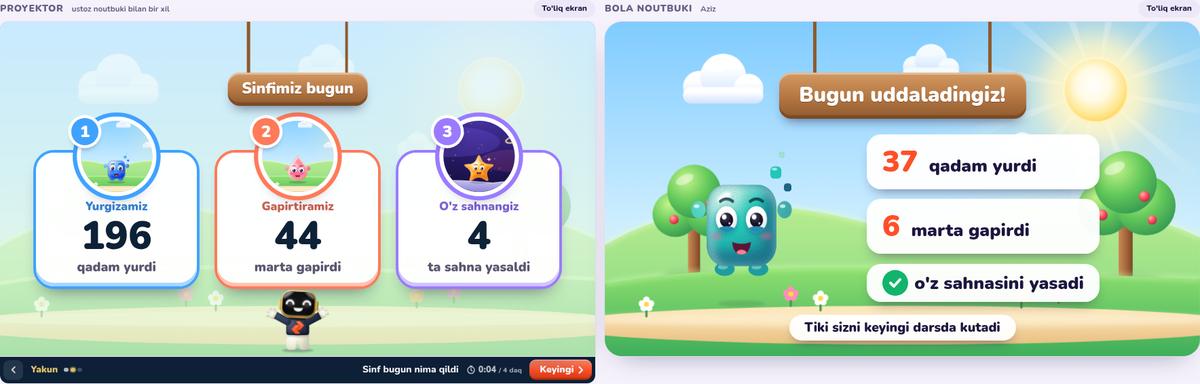 PROYEKTOR ustoz noutbuki bilan bir xil To'liq ekran
Sinfimiz bugun
1
Yurgizamiz
196
qadam yurdi
2
Gapirtiramiz
44
marta gapirdi
3
O'z sahnangiz
4
ta sahna yasaldi
Yakun Sinf bugun nima qildi 0:04 / 4 daq Keyingi
BOLA NOUTBUKI Aziz To'liq ekran
Bugun uddaladingiz!
37 qadam yurdi
6 marta gapirdi
o'z sahnasini yasadi
Tiki sizni keyingi darsda kutadi